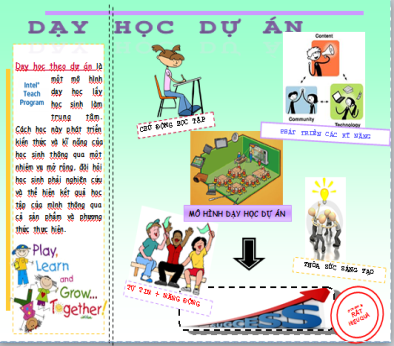 DẠY HỌC DỰ ÁN
Dạy học theo dự án là
Intel®
Teach
Program
một mô hình
dạy học lấy
học sinh làm
trung tâm.
Cách học này phát triển
kiến thức và kĩ năng của
học sinh thông qua một
nhiệm vụ mở rộng, đòi hỏi
học sinh phải nghiên cứu
và thể hiện kết quả học
tập của mình thông qua
cả sản phẩm và phương
thức thực hiện.
Play,
Learn
and
Grow...
Together!
CHỦ ĐỘNG HỌC TẬP
Content
Community
Technology
PHÁT TRIỂN CÁC KĨ NĂNG
MÔ HÌNH DẠY HỌC DỰ ÁN
THỎA SỨC SÁNG TẠO
TỰ TIN + NĂNG ĐỘNG
SUCCESS
RẤT
HIỆU QUẢ